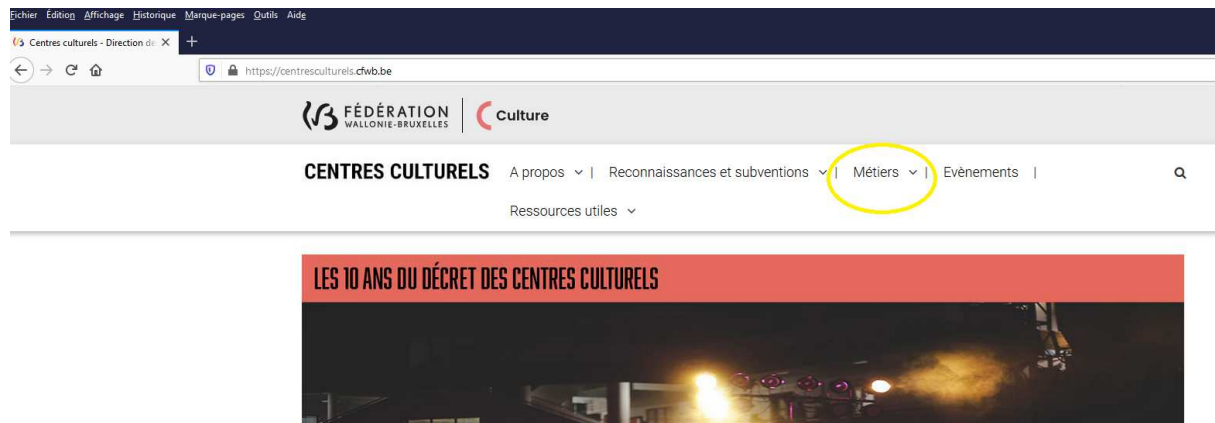 Fichier Édition Affichage Historique Marque-pages Outils Aide
Centres culturels - Direction de
https://centresculturels.cfwb.be
FÉDÉRATION
WALLONIE-BRUXELLES
Culture
CENTRES CULTURELS A propos | Reconnaissances et subventions | Métiers | Evènements |
Ressources utiles
LES 10 ANS DU DÉCRET DES CENTRES CULTURELS